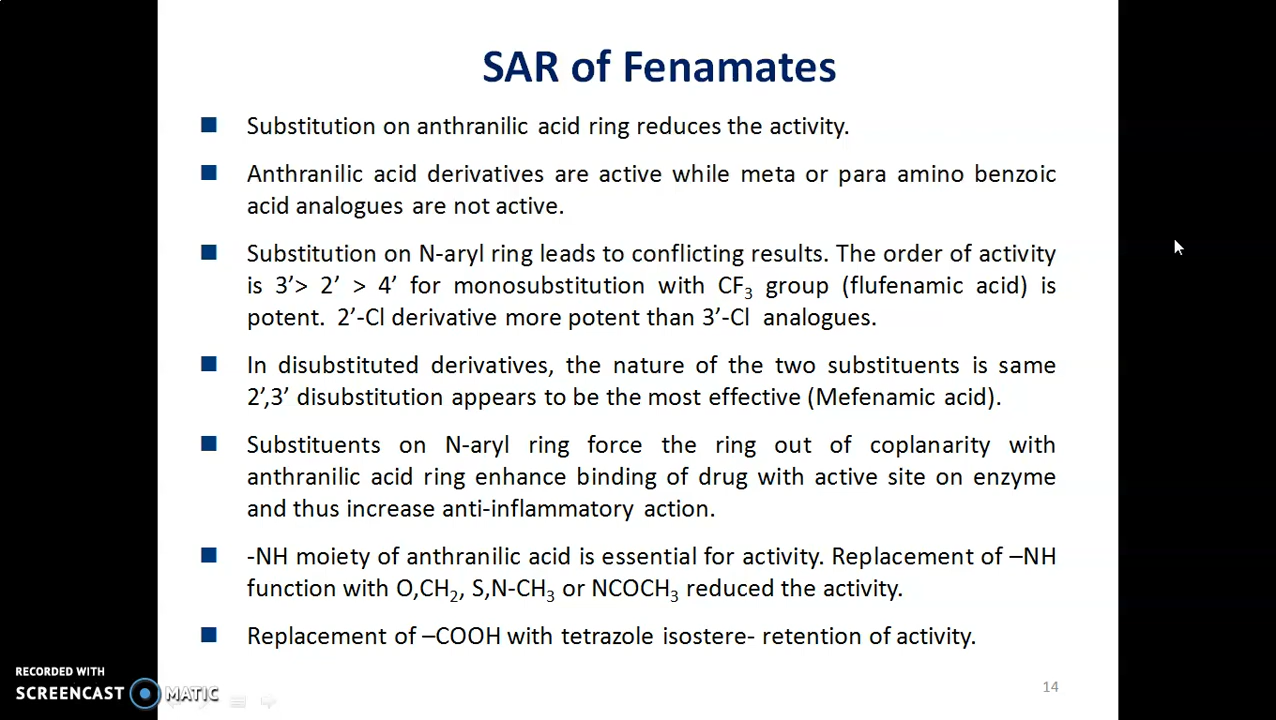 SAR of Fenamates
Substitution on anthranilic acid ring reduces the activity.
Anthranilic acid derivatives are active while meta or para amino benzoic
acid analogues are not active.
Substitution on N-aryl ring leads to conflicting results. The order of activity
is 3’> 2’ > 4’ for monosubstitution with CF₃ group (flufenamic acid) is
potent. 2’-Cl derivative more potent than 3’-Cl analogues.
In disubstituted derivatives, the nature of the two substituents is same
2’,3’ disubstitution appears to be the most effective (Mefenamic acid).
Substituents on N-aryl ring force the ring out of coplanarity with
anthranilic acid ring enhance binding of drug with active site on enzyme
and thus increase anti-inflammatory action.
-NH moiety of anthranilic acid is essential for activity. Replacement of –NH
function with O,CH₂, S,N-CH₃ or NCOCH₃ reduced the activity.
Replacement of –COOH with tetrazole isostere- retention of activity.
RECORDED WITH
SCREENCAST MATIC
14